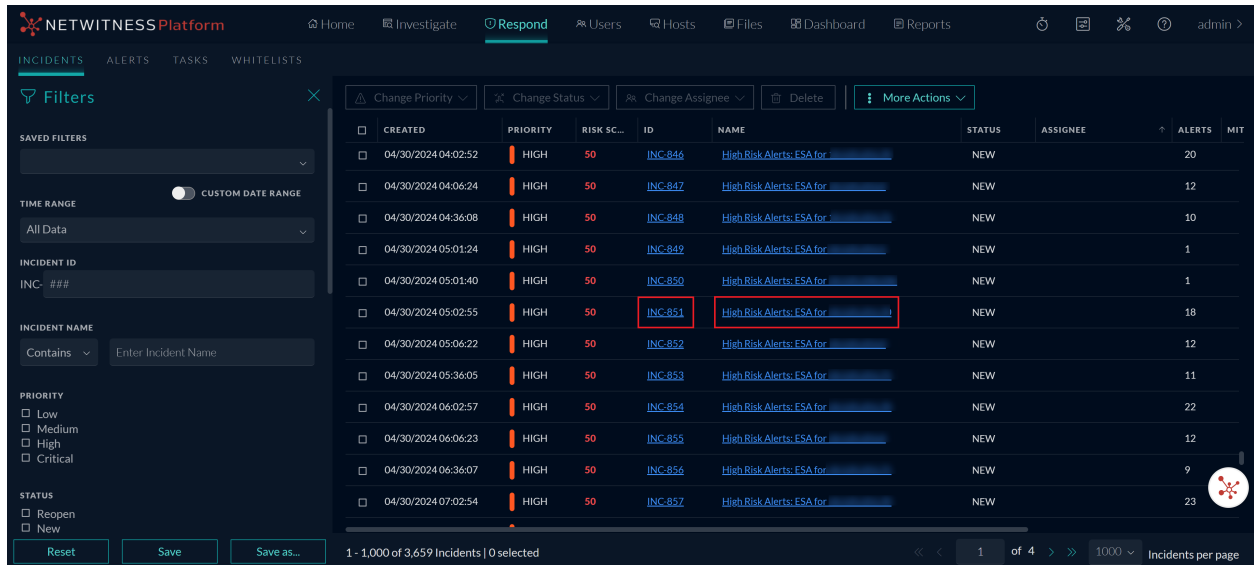 NETWITNESS Platform Home Investigate Respond Users Hosts Files Dashboard Reports admin >
INCIDENTS ALERTS TASKS WHITELISTS
Filters
SAVED FILTERS
CUSTOM DATE RANGE
TIME RANGE
All Data
INCIDENT ID
INC- ###
INCIDENT NAME
Contains Enter Incident Name
PRIORITY
Low
Medium
High
Critical
STATUS
Reopen
New
Reset Save Save as...
Change Priority Change Status Change Assignee Delete More Actions
CREATED PRIORITY RISK SC... ID NAME STATUS ASSIGNEE ALERTS MIT
04/30/2024 04:02:52 HIGH 50 INC-846 High Risk Alerts: ESA for NEW 20
04/30/2024 04:06:24 HIGH 50 INC-847 High Risk Alerts: ESA for NEW 12
04/30/2024 04:36:08 HIGH 50 INC-848 High Risk Alerts: ESA for NEW 10
04/30/2024 05:01:24 HIGH 50 INC-849 High Risk Alerts: ESA for NEW 1
04/30/2024 05:01:40 HIGH 50 INC-850 High Risk Alerts: ESA for NEW 1
04/30/2024 05:02:55 HIGH 50 INC-851 High Risk Alerts: ESA for NEW 18
04/30/2024 05:06:22 HIGH 50 INC-852 High Risk Alerts: ESA for NEW 12
04/30/2024 05:36:05 HIGH 50 INC-853 High Risk Alerts: ESA for NEW 11
04/30/2024 06:02:57 HIGH 50 INC-854 High Risk Alerts: ESA for NEW 22
04/30/2024 06:06:23 HIGH 50 INC-855 High Risk Alerts: ESA for NEW 12
04/30/2024 06:36:07 HIGH 50 INC-856 High Risk Alerts: ESA for NEW 9
04/30/2024 07:02:54 HIGH 50 INC-857 High Risk Alerts: ESA for NEW 23
1 - 1,000 of 3,659 Incidents | 0 selected << < 1 of 4 > >> 1000 Incidents per page